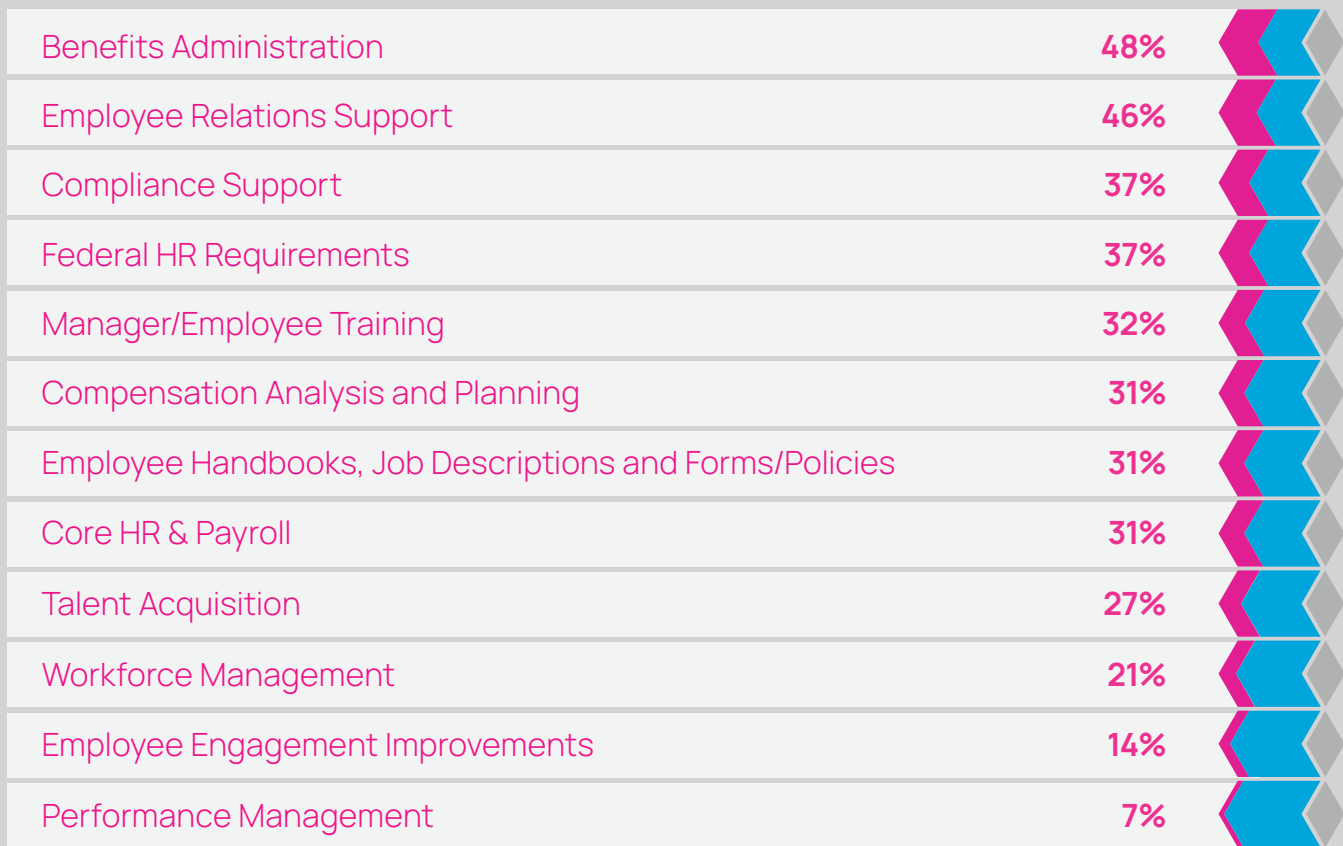 Benefits Administration 48%
Employee Relations Support 46%
Compliance Support 37%
Federal HR Requirements 37%
Manager/Employee Training 32%
Compensation Analysis and Planning 31%
Employee Handbooks, Job Descriptions and Forms/Policies 31%
Core HR & Payroll 31%
Talent Acquisition 27%
Workforce Management 21%
Employee Engagement Improvements 14%
Performance Management 7%